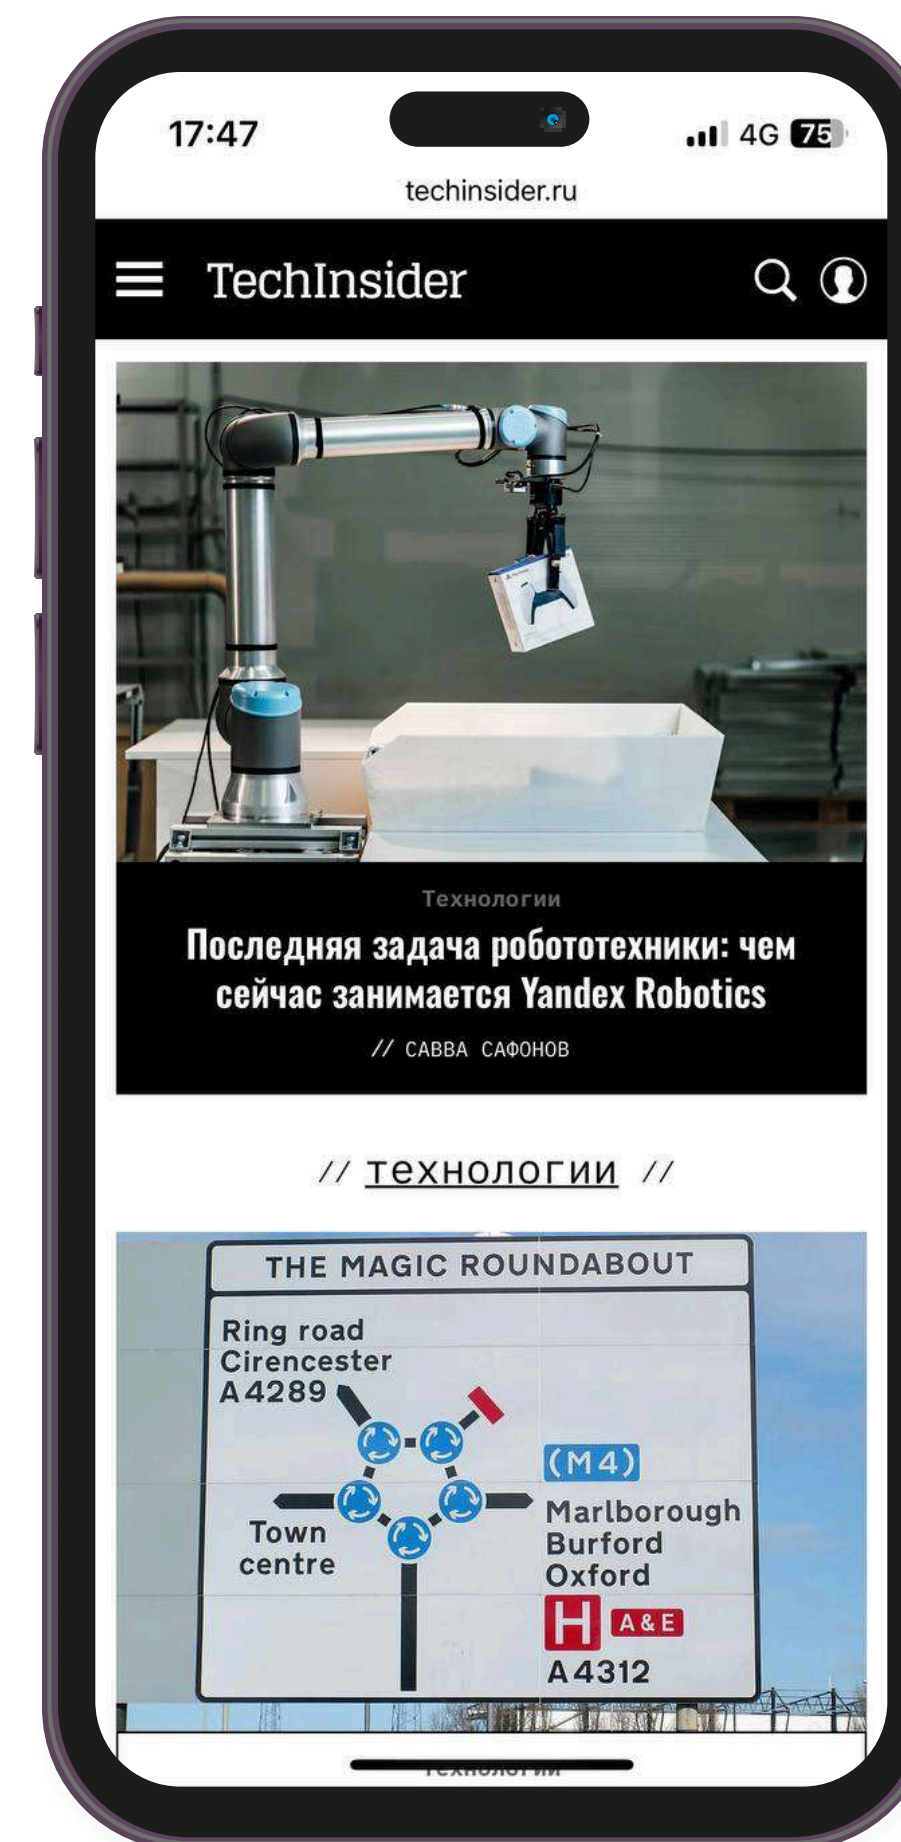 17:47
4G 75
techinsider.ru
TechInsider
Технологии
Последняя задача робототехники: чем
сейчас занимается Yandex Robotics
// САВВА САФОНОВ
// технологии //
THE MAGIC ROUNDABOUT
Ring road
Cirencester
A4289
(M4)
Town
centre
Marlborough
Burford
Oxford
H A&E
A4312